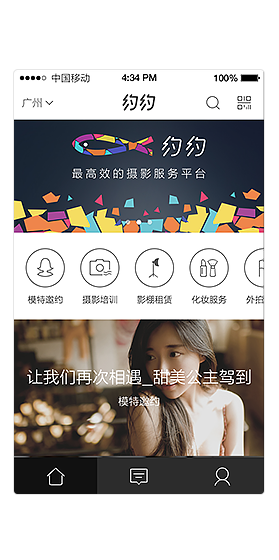 中国移动 4:34 PM 100%
广州 约约
约约
最高效的摄影服务平台
模特邀约 摄影培训 影棚租赁 化妆服务 外拍
让我们再次相遇_甜美公主驾到
模特邀约